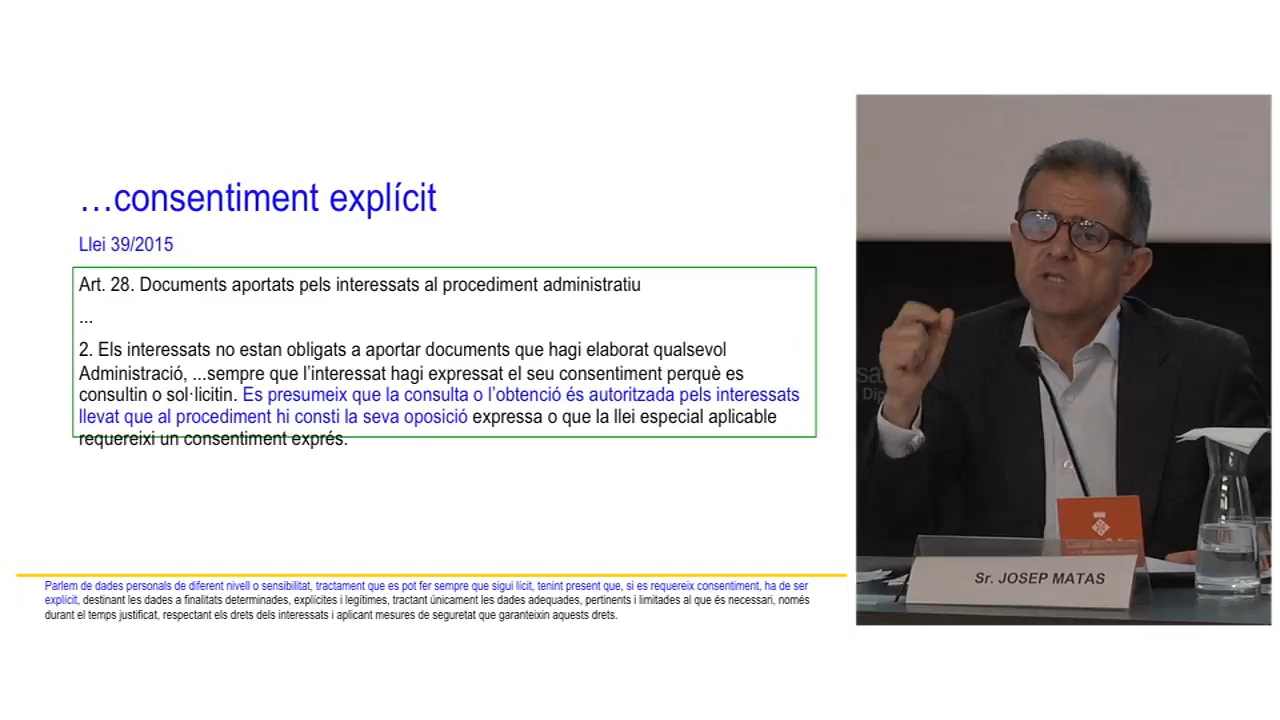 …consentiment explícit
Llei 39/2015
Art. 28. Documents aportats pels interessats al procediment administratiu
...
2. Els interessats no estan obligats a aportar documents que hagi elaborat qualsevol
Administració, ...sempre que l’interessat hagi expressat el seu consentiment perquè es
consultin o sol·licitin. Es presumeix que la consulta o l’obtenció és autoritzada pels interessats
llevat que al procediment hi consti la seva oposició expressa o que la llei especial aplicable
requereixi un consentiment exprés.
Parlem de dades personals de diferent nivell o sensibilitat, tractament que es pot fer sempre que sigui lícit, tenint present que, si es requereix consentiment, ha de ser
explícit, destinant les dades a finalitats determinades, explícites i legítimes, tractant únicament les dades adequades, pertinents i limitades al que és necessari, només
durant el temps justificat, respectant els drets dels interessats i aplicant mesures de seguretat que garanteixin aquests drets.
Sr. JOSEP MATAS